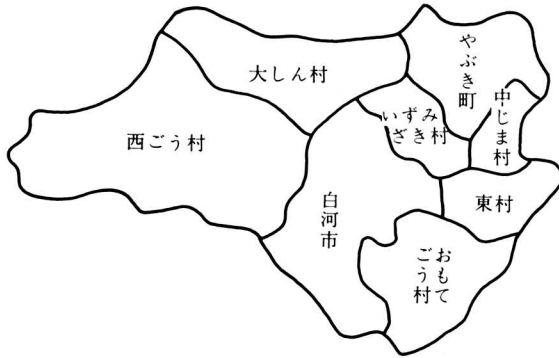 大しん村
やぶき町
中じま村
いずみ
ざき村
西ごう村
白河市
東村
おもて
ごう村